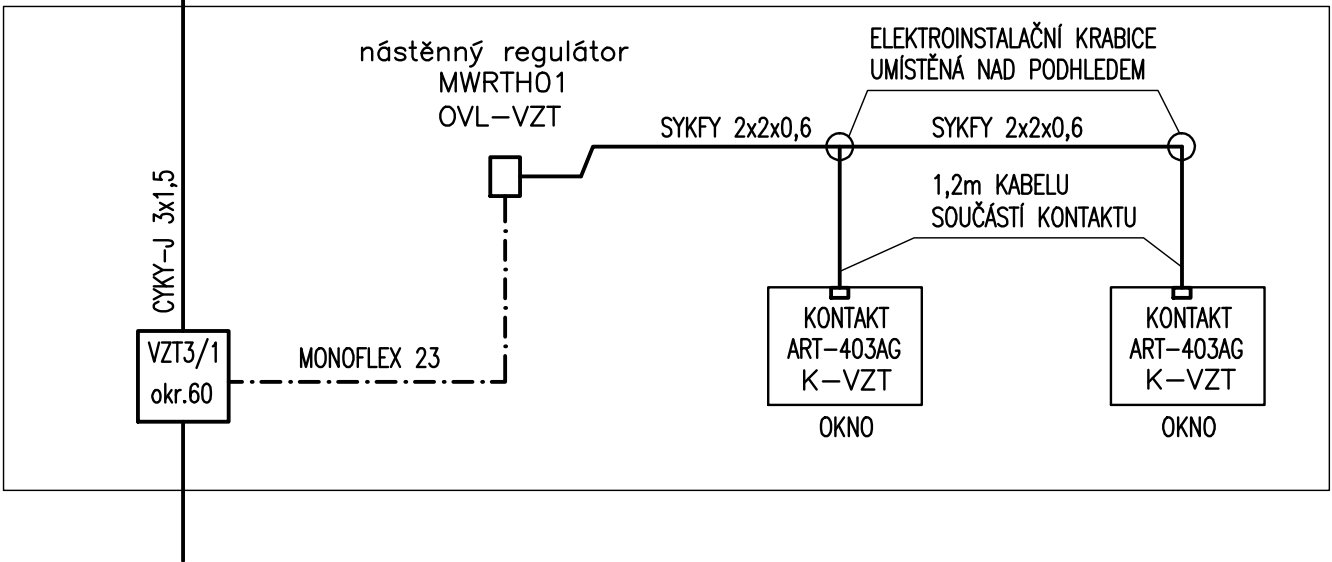 nástěnný regulátor
MWRTH01
OVL-VZT
ELEKTROINSTALAČNÍ KRABICE
UMÍSTĚNÁ NAD PODHLEDEM
SYKFY 2x2x0,6
SYKFY 2x2x0,6
CYKY-J 3x1,5
1,2m KABELU
SOUČÁSTÍ KONTAKTU
VZT3/1
okr.60
MONOFLEX 23
KONTAKT
ART-403AG
K-VZT
OKNO
KONTAKT
ART-403AG
K-VZT
OKNO